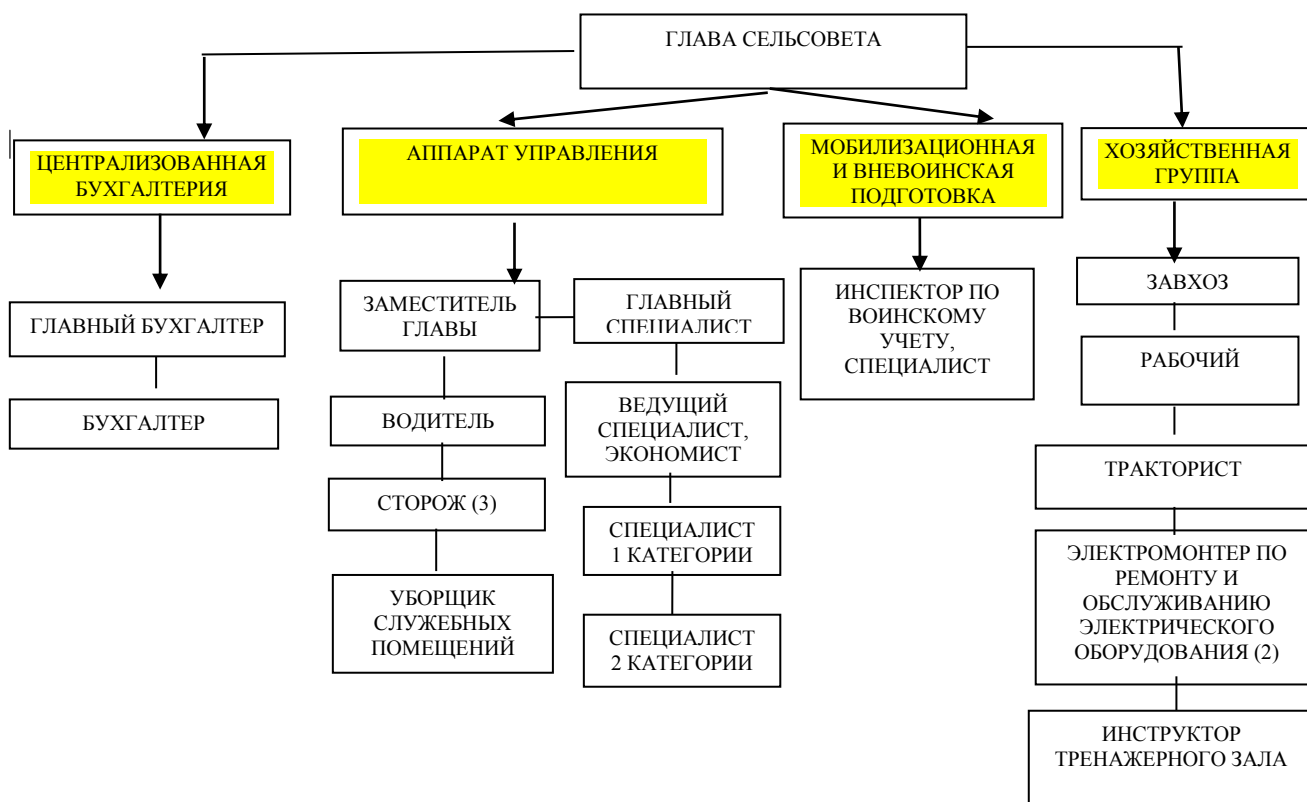 ГЛАВА СЕЛЬСОВЕТА
ЦЕНТРАЛИЗОВАННАЯ
БУХГАЛТЕРИЯ
АППАРАТ УПРАВЛЕНИЯ
МОБИЛИЗАЦИОННАЯ
И ВНЕВОИНСКАЯ
ПОДГОТОВКА
ХОЗЯЙСТВЕННАЯ
ГРУППА
ГЛАВНЫЙ БУХГАЛТЕР
БУХГАЛТЕР
ЗАМЕСТИТЕЛЬ
ГЛАВЫ
ВОДИТЕЛЬ
СТОРОЖ (3)
УБОРЩИК
СЛУЖЕБНЫХ
ПОМЕЩЕНИЙ
ГЛАВНЫЙ
СПЕЦИАЛИСТ
ВЕДУЩИЙ
СПЕЦИАЛИСТ,
ЭКОНОМИСТ
СПЕЦИАЛИСТ
1 КАТЕГОРИИ
СПЕЦИАЛИСТ
2 КАТЕГОРИИ
ИНСПЕКТОР ПО
ВОИНСКОМУ
УЧЕТУ,
СПЕЦИАЛИСТ
ЗАВХОЗ
РАБОЧИЙ
ТРАКТОРИСТ
ЭЛЕКТРОМОНТЕР ПО
РЕМОНТУ И
ОБСЛУЖИВАНИЮ
ЭЛЕКТРИЧЕСКОГО
ОБОРУДОВАНИЯ (2)
ИНСТРУКТОР
ТРЕНАЖЕРНОГО ЗАЛА